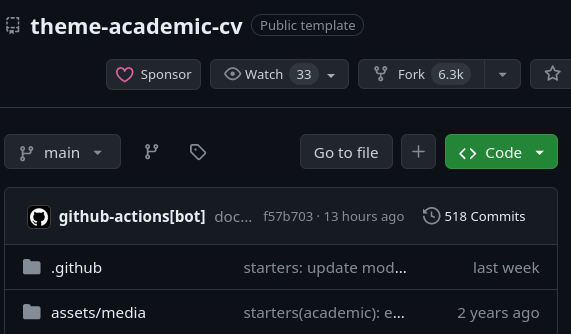 theme-academic-cv Public template
Sponsor Watch 33 Fork 6.3k
main Go to file Code
github-actions[bot] doc... f57b703 · 13 hours ago 518 Commits
.github starters: update mod... last week
assets/media starters(academic): e... 2 years ago